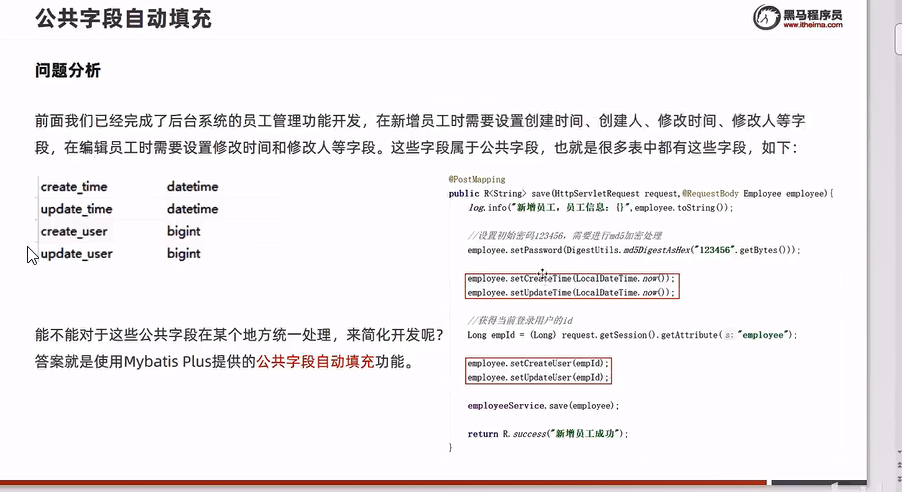 公共字段自动填充
黑马程序员
www.itheima.com
问题分析
前面我们已经完成了后台系统的员工管理功能开发，在新增员工时需要设置创建时间、创建人、修改时间、修改人等字
段，在编辑员工时需要设置修改时间和修改人等字段。这些字段属于公共字段，也就是很多表中都有这些字段，如下：
create_time datetime
update_time datetime
create_user bigint
update_user bigint
能不能对于这些公共字段在某个地方统一处理，来简化开发呢？
答案就是使用Mybatis Plus提供的公共字段自动填充功能。
@PostMapping
public R<String> save(HttpServletRequest request,@RequestBody Employee employee){
log.info("新增员工，员工信息：{}",employee.toString());
//设置初始密码123456，需要进行md5加密处理
employee.setPassword(DigestUtils.md5DigestAsHex("123456".getBytes()));
employee.setCreateTime(LocalDateTime.now());
employee.setUpdateTime(LocalDateTime.now());
//获得当前登录用户的id
Long empId = (Long) request.getSession().getAttribute( s: "employee");
employee.setCreateUser(empId);
employee.setUpdateUser(empId);
employeeService.save(employee);
return R.success("新增员工成功");
}